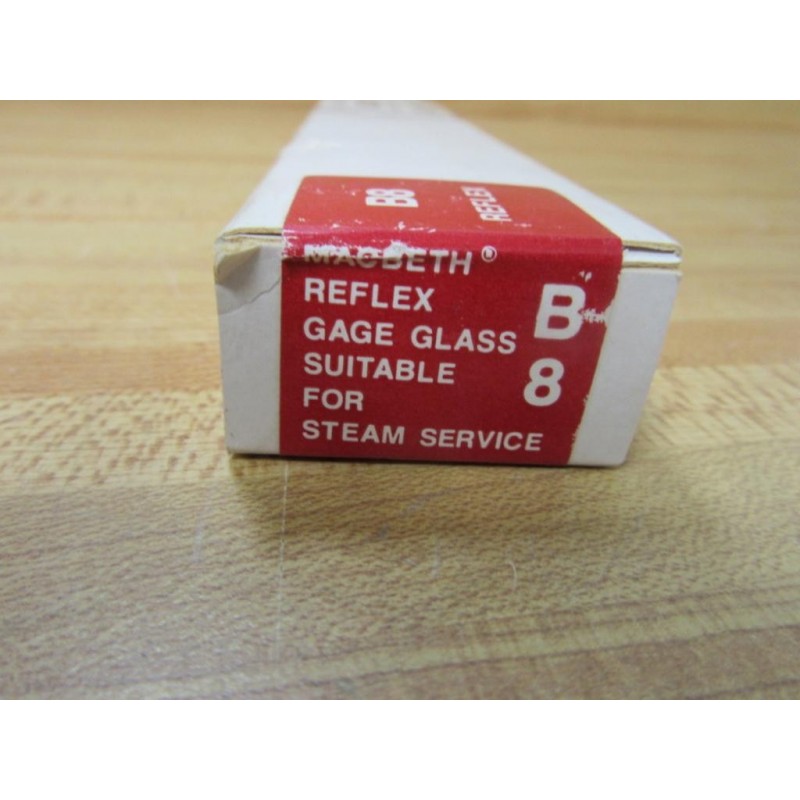 B8
REFLEX
MACBETH®
REFLEX
GAGE GLASS
SUITABLE
FOR
STEAM SERVICE
B
8